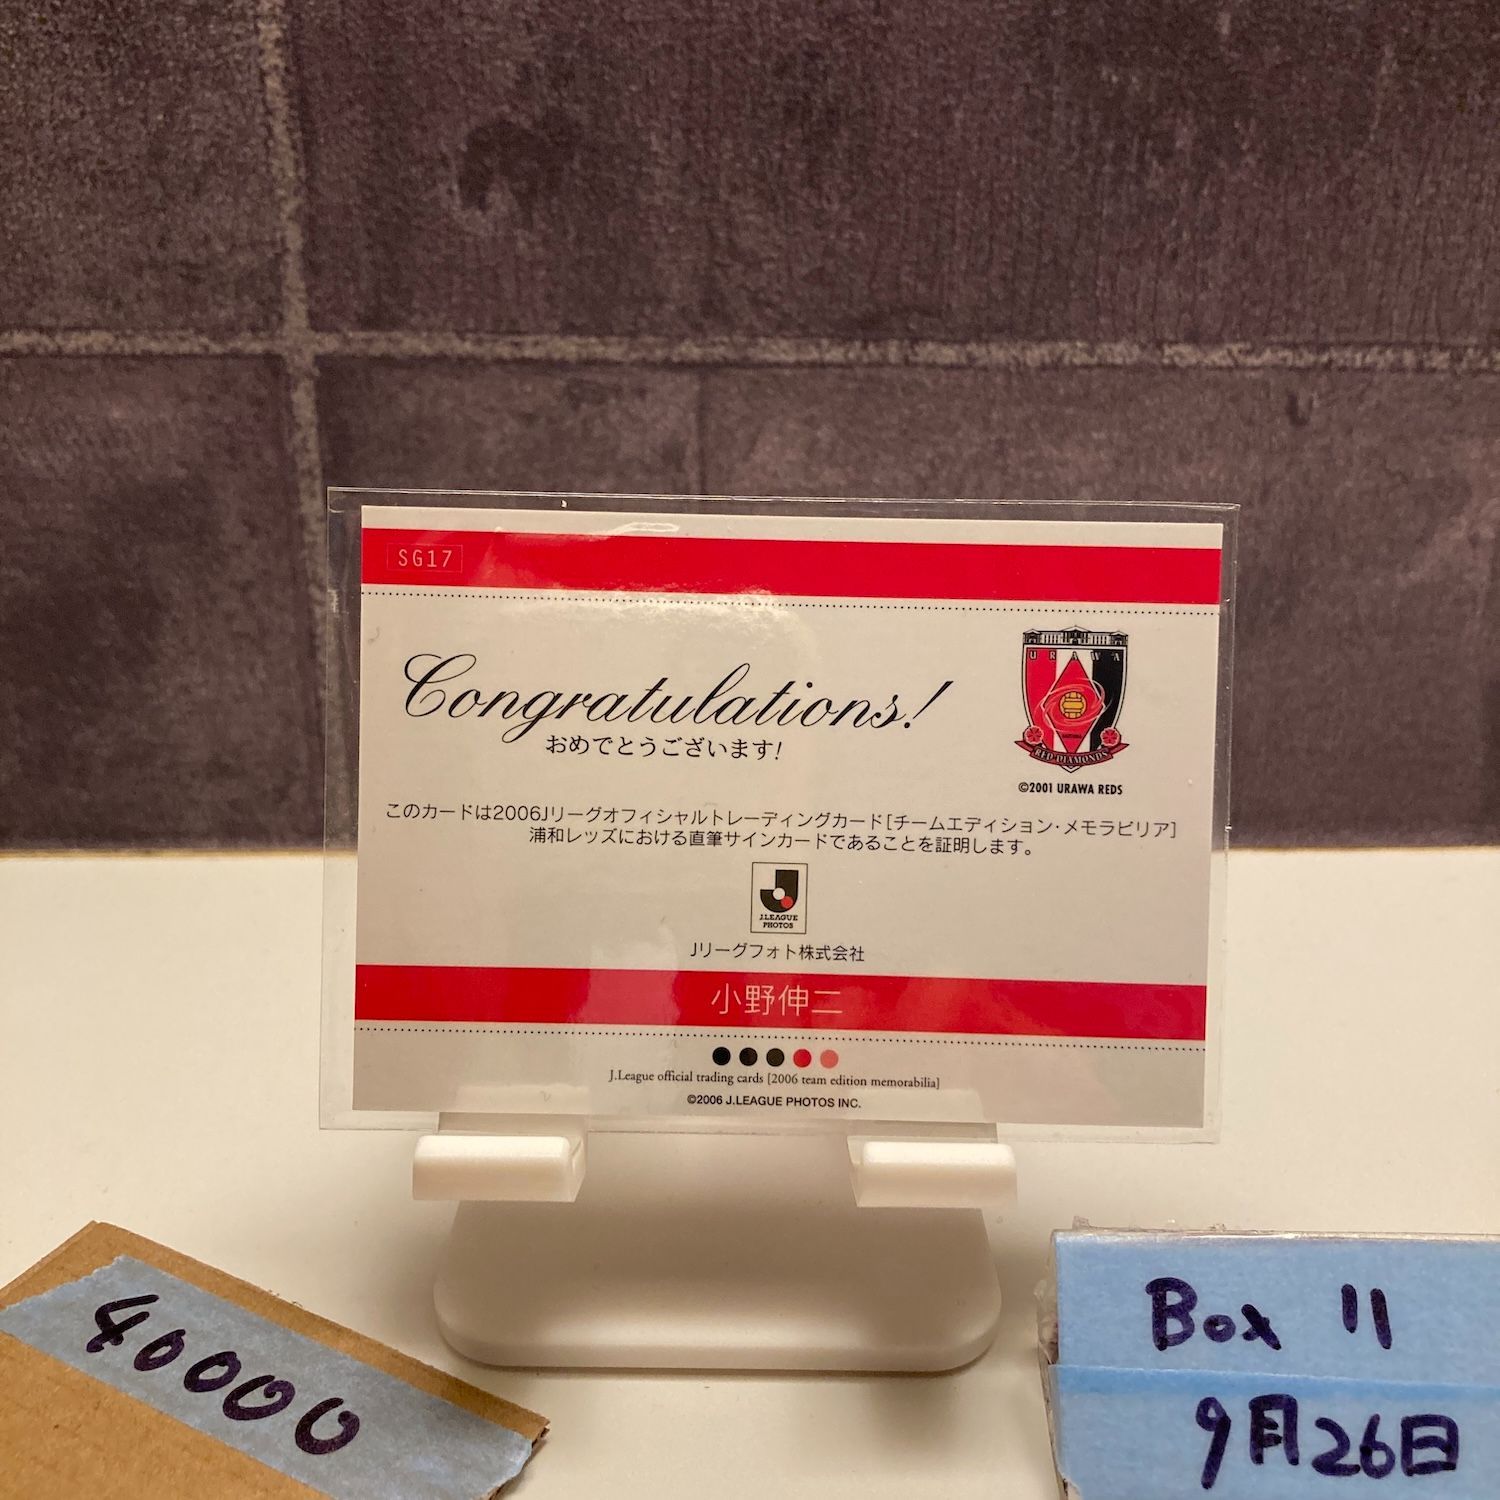 SG17
Congratulations!
おめでとうございます!
URAWA
RED DIAMONDS
©2001 URAWA REDS
このカードは2006Jリーグオフィシャルトレーディングカード[チームエディション・メモラビリア]
浦和レッズにおける直筆サインカードであることを証明します。
J.LEAGUE
PHOTOS
Jリーグフォト株式会社
小野伸二
J.League official trading cards [2006 team edition memorabilia]
©2006 J.LEAGUE PHOTOS INC.
40000
Box 11
9月26日